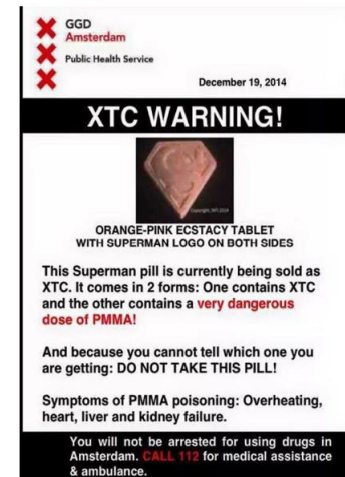 GGD
Amsterdam
Public Health Service
December 19, 2014
XTC WARNING!
ORANGE-PINK ECSTACY TABLET
WITH SUPERMAN LOGO ON BOTH SIDES
This Superman pill is currently being sold as
XTC. It comes in 2 forms: One contains XTC
and the other contains a very dangerous
dose of PMMA!
And because you cannot tell which one you
are getting: DO NOT TAKE THIS PILL!
Symptoms of PMMA poisoning: Overheating,
heart, liver and kidney failure.
You will not be arrested for using drugs in
Amsterdam. CALL 112 for medical assistance
& ambulance.